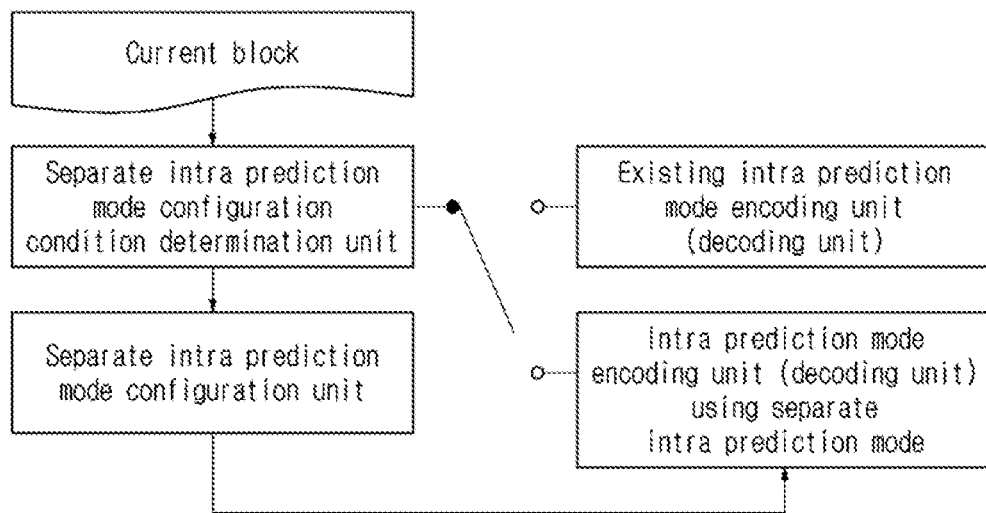 Current block
Separate intra prediction
mode configuration
condition determination unit
Existing intra prediction
mode encoding unit
(decoding unit)
Separate intra prediction
mode configuration unit
intra prediction mode
encoding unit (decoding unit)
using separate
intra prediction mode